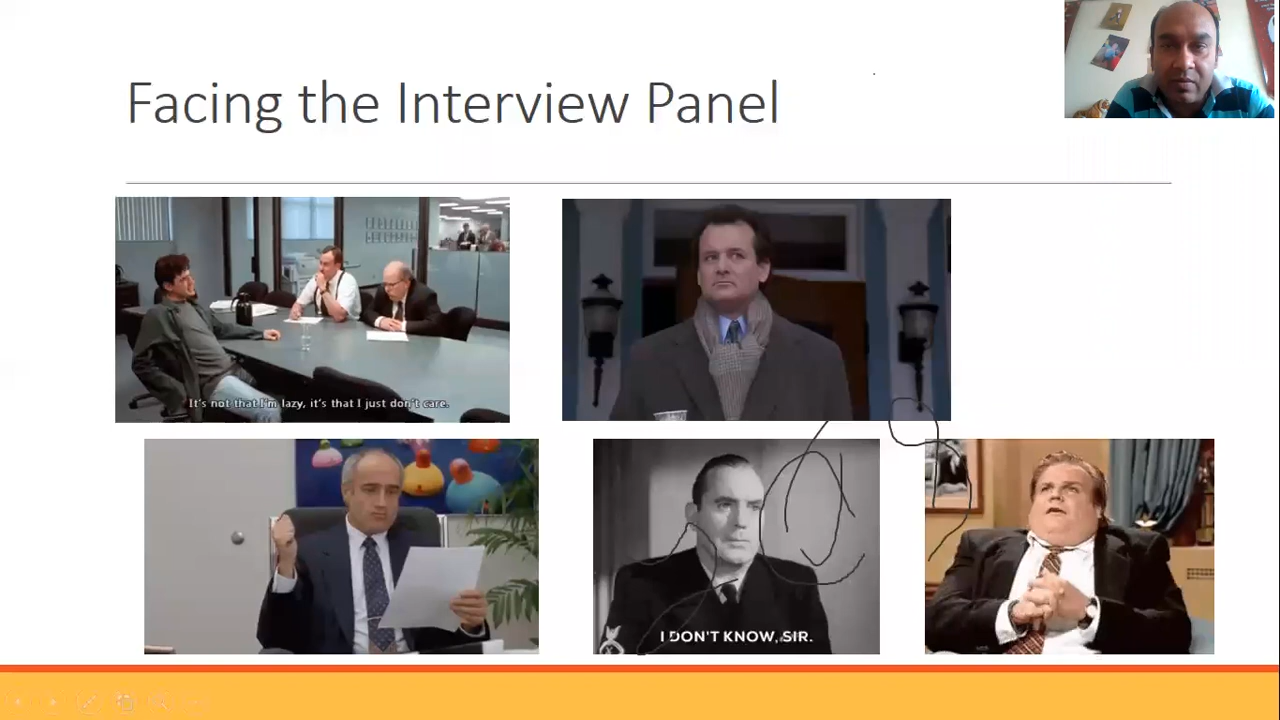 Facing the Interview Panel
It's not that I'm lazy, it's that I just don't care.
I DON'T KNOW, SIR.